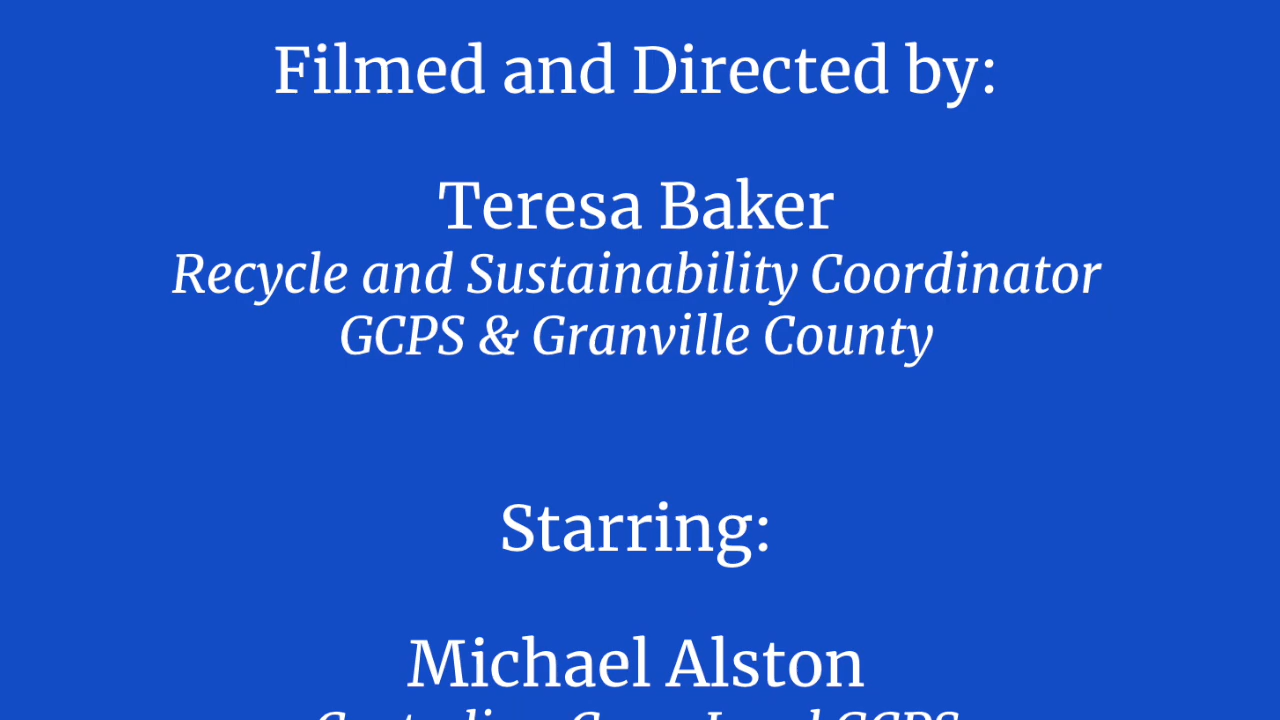 Filmed and Directed by:
Teresa Baker
Recycle and Sustainability Coordinator
GCPS & Granville County
Starring:
Michael Alston